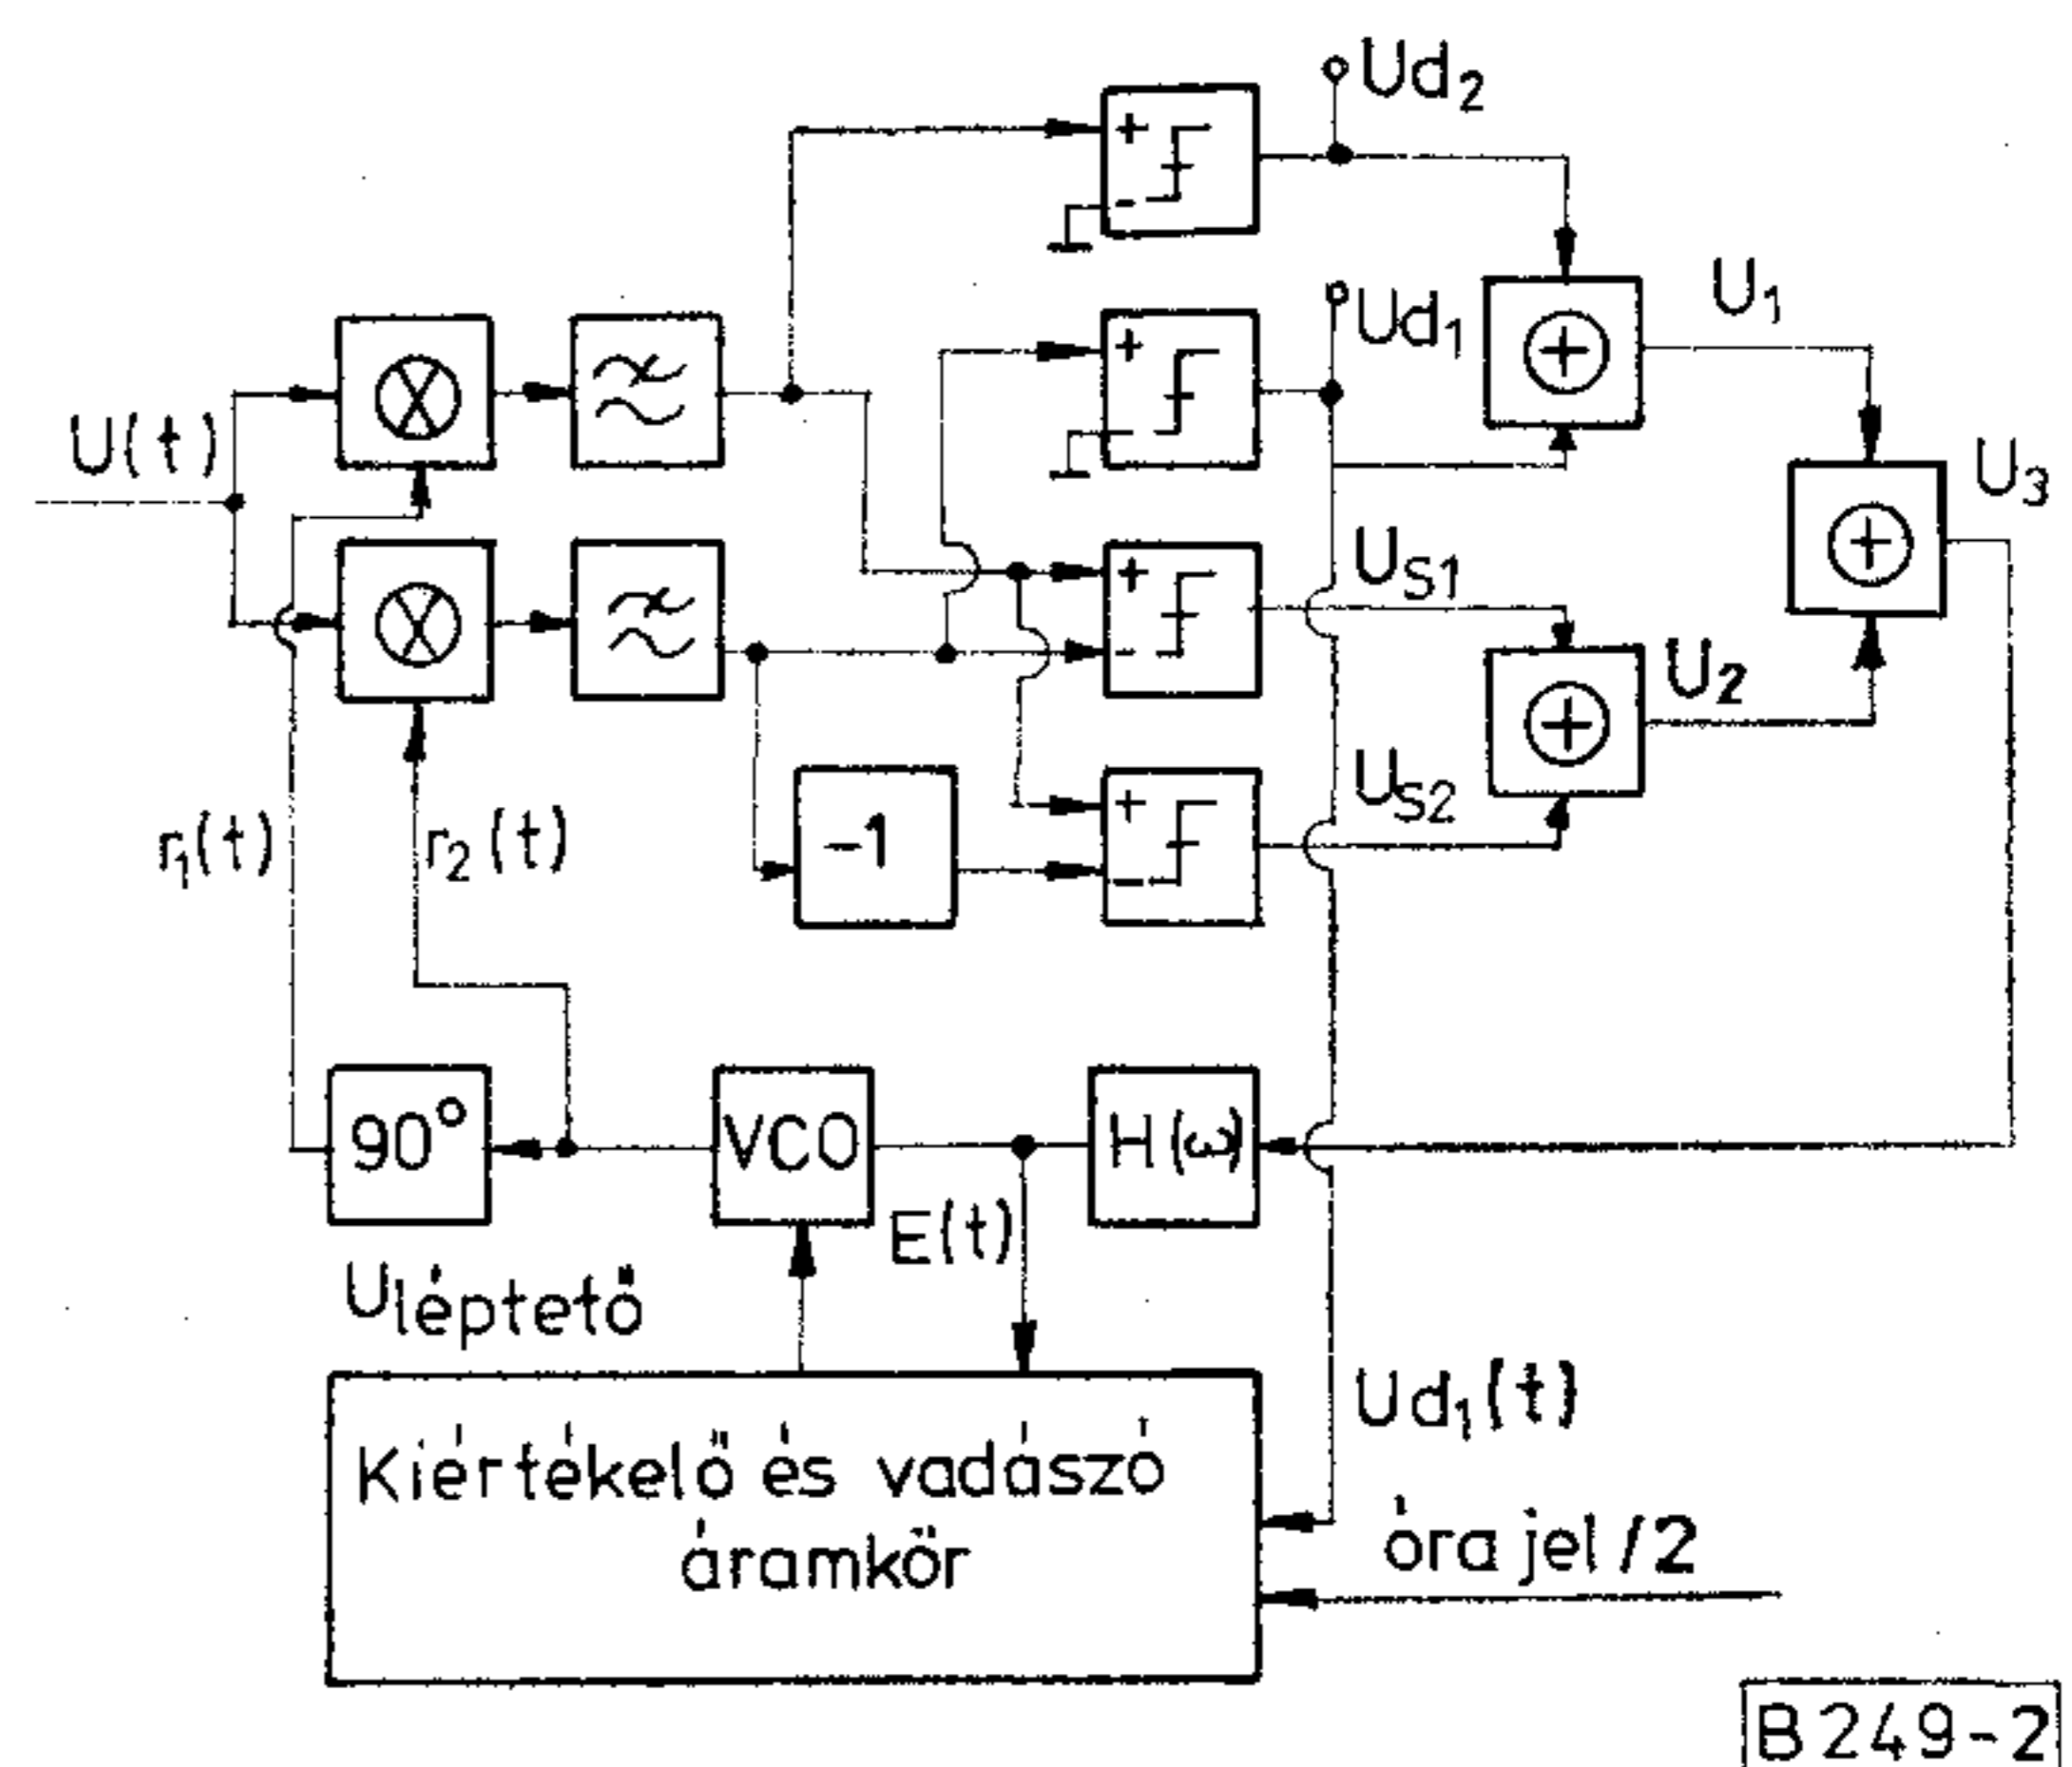 Ud2
+
-
U1
Ud1
+
-
U(t)
U3
US1
+
-
U2
US2
+
-
-1
r1(t)
r2(t)
90°
VCO
H(ω)
E(t)
Uléptető
Ud1(t)
Kiértékelő és vadászó
áramkör
óra jel /2
B 249-2